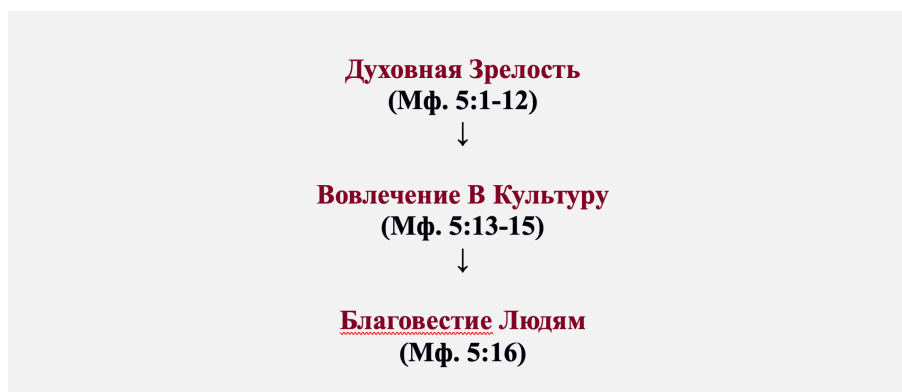 Духовная Зрелость
(Мф. 5:1-12)
↓
Вовлечение В Культуру
(Мф. 5:13-15)
↓
Благовестие Людям
(Мф. 5:16)